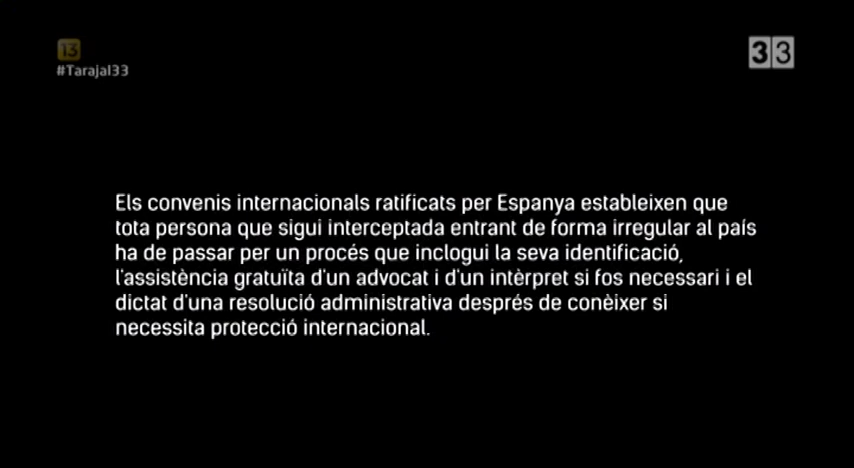 13
#Tarajal33
33
Els convenis internacionals ratificats per Espanya estableixen que
tota persona que sigui interceptada entrant de forma irregular al país
ha de passar per un procés que inclogui la seva identificació,
l'assistència gratuïta d'un advocat i d'un intèrpret si fos necessari i el
dictat d'una resolució administrativa després de conèixer si
necessita protecció internacional.